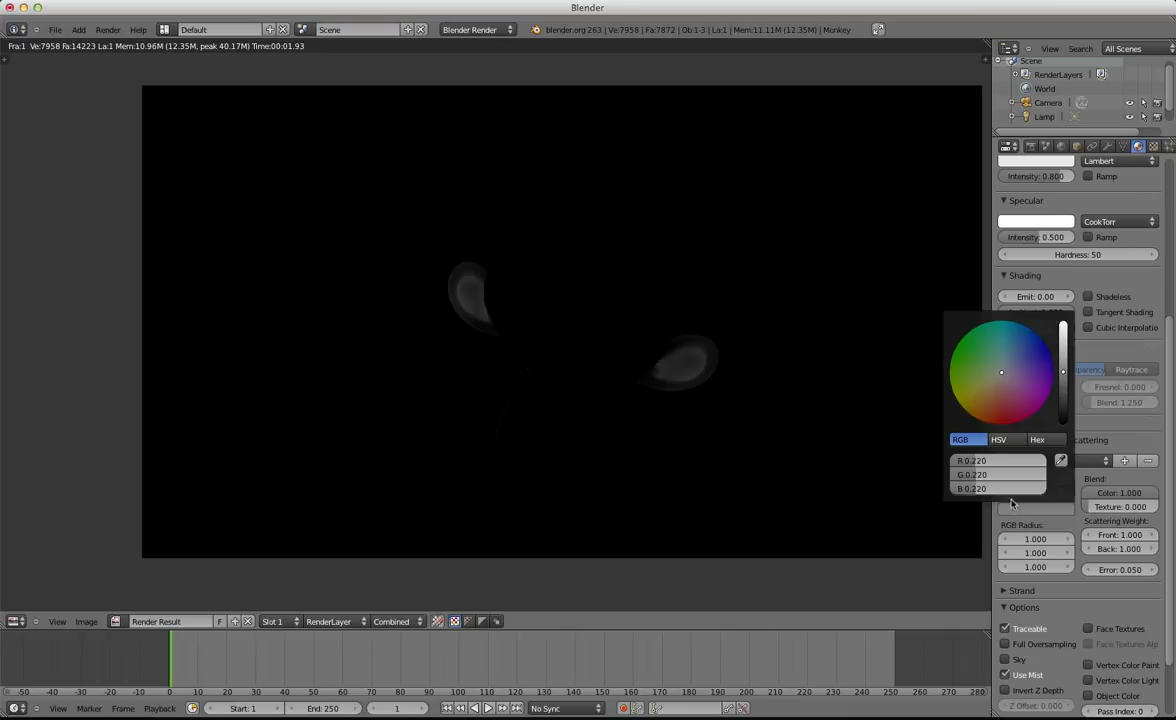 Blender
File Add Render Help Default Scene Blender Render blender.org 263 | Ve:7958 | Fa:7872 | Ob:1-3 | La:1 | Mem:11.11M (12.35M) | Monkey
Fra:1 Ve:7958 Fa:14223 La:1 Mem:10.96M (12.35M, peak 40.17M) Time:00:01.93
View Search All Scenes
Scene
RenderLayers
World
Camera
Lamp
Lambert
Intensity: 0.800 Ramp
Specular
CookTorr
Intensity: 0.500 Ramp
Hardness: 50
Shading
Emit: 0.00 Shadeless
Tangent Shading
Cubic Interpolatio
parency Raytrace
Fresnel: 0.000
Blend: 1.250
RGB HSV Hex cattering
R 0.220
G 0.220
B 0.220
Blend:
Color: 1.000
Texture: 0.000
RGB Radius: Scattering Weight:
1.000 Front: 1.000
1.000 Back: 1.000
1.000 Error: 0.050
Strand
Options
Traceable Face Textures
Full Oversampling Face Textures Alp
Sky Vertex Color Paint
Use Mist Vertex Color Light
Invert Z Depth Object Color
Z Offset: 0.000 Pass Index: 0
View Image Render Result F Slot 1 RenderLayer Combined
-50 -40 -30 -20 -10 0 10 20 30 40 50 60 70 80 90 100 110 120 130 140 150 160 170 180 190 200 210 220 230 240 250 260 270 280
View Marker Frame Playback Start: 1 End: 250 1 No Sync